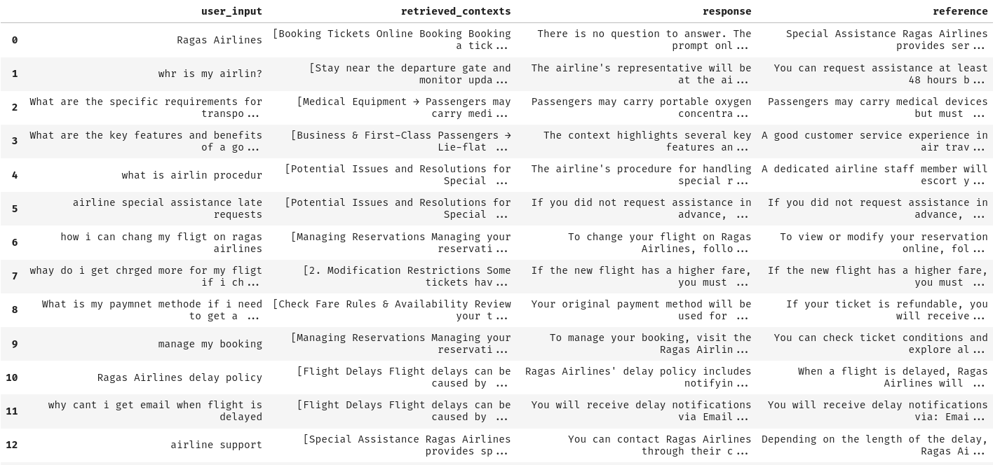 user_input retrieved_contexts response reference
0 Ragas Airlines [Booking Tickets Online Booking Booking a tick... There is no question to answer. The prompt onl... Special Assistance Ragas Airlines provides ser...
1 whr is my airlin? [Stay near the departure gate and monitor upda... The airline's representative will be at the ai... You can request assistance at least 48 hours b...
2 What are the specific requirements for transpo... [Medical Equipment → Passengers may carry medi... Passengers may carry portable oxygen concentra... Passengers may carry medical devices but must ...
3 What are the key features and benefits of a go... [Business & First-Class Passengers → Lie-flat ... The context highlights several key features an... A good customer service experience in air trav...
4 what is airlin procedur [Potential Issues and Resolutions for Special ... The airline's procedure for handling special r... A dedicated airline staff member will escort y...
5 airline special assistance late requests [Potential Issues and Resolutions for Special ... If you did not request assistance in advance, ... If you did not request assistance in advance, ...
6 how i can chang my fligt on ragas airlines [Managing Reservations Managing your reservati... To change your flight on Ragas Airlines, follo... To view or modify your reservation online, fol...
7 whay do i get chrged more for my fligt if i ch... [2. Modification Restrictions Some tickets hav... If the new flight has a higher fare, you must ... If the new flight has a higher fare, you must ...
8 What is my paymnet methode if i need to get a ... [Check Fare Rules & Availability Review your t... Your original payment method will be used for ... If your ticket is refundable, you will receive...
9 manage my booking [Managing Reservations Managing your reservati... To manage your booking, visit the Ragas Airlin... You can check ticket conditions and explore al...
10 Ragas Airlines delay policy [Flight Delays Flight delays can be caused by ... Ragas Airlines' delay policy includes notifyin... When a flight is delayed, Ragas Airlines will ...
11 why cant i get email when flight is delayed [Flight Delays Flight delays can be caused by ... You will receive delay notifications via Email... You will receive delay notifications via: Emai...
12 airline support [Special Assistance Ragas Airlines provides sp... You can contact Ragas Airlines through their c... Depending on the length of the delay, Ragas Ai...